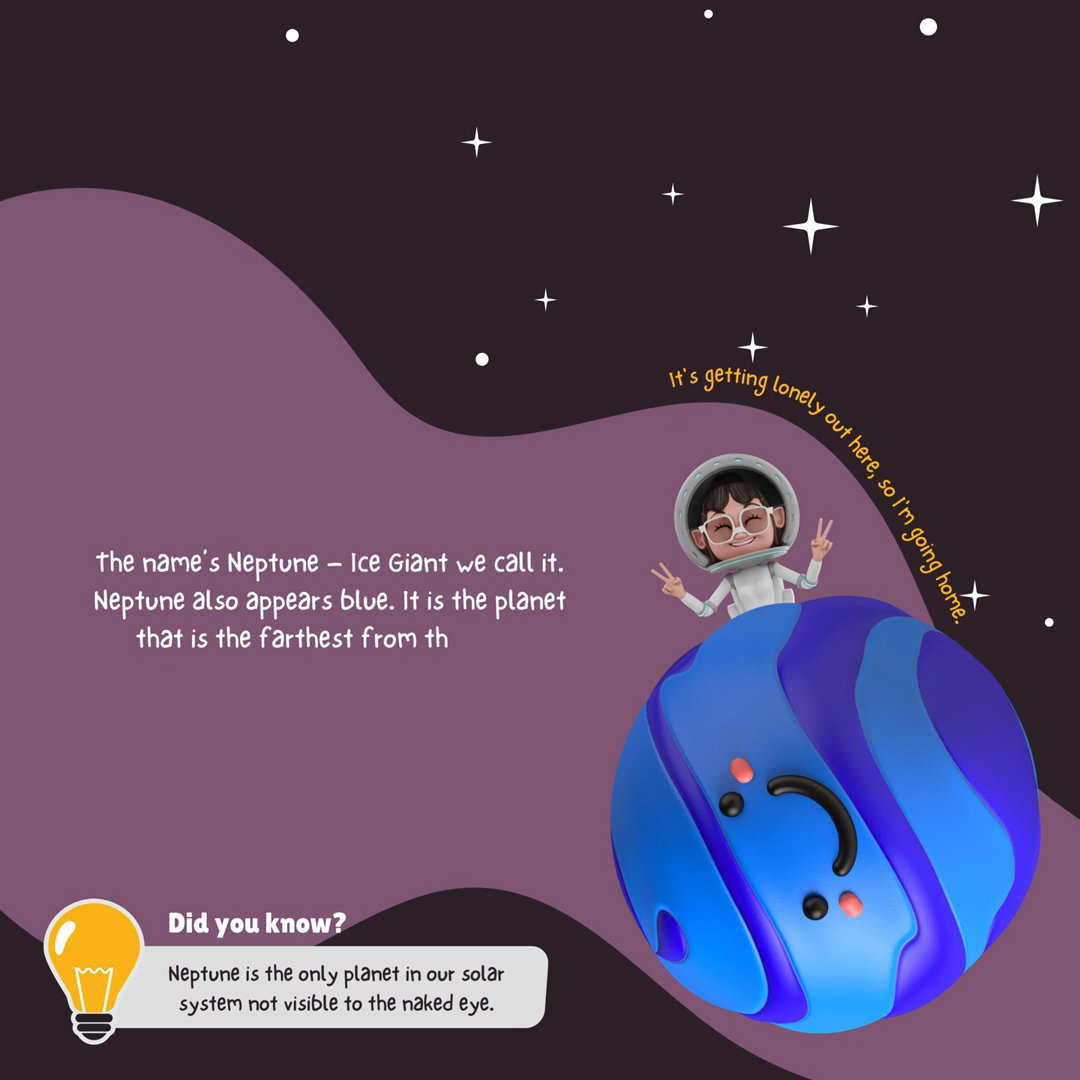 It's getting lonely out here, so I'm going home.
The name's Neptune – Ice Giant we call it.
Neptune also appears blue. It is the planet
that is the farthest from th
Did you know?
Neptune is the only planet in our solar
system not visible to the naked eye.